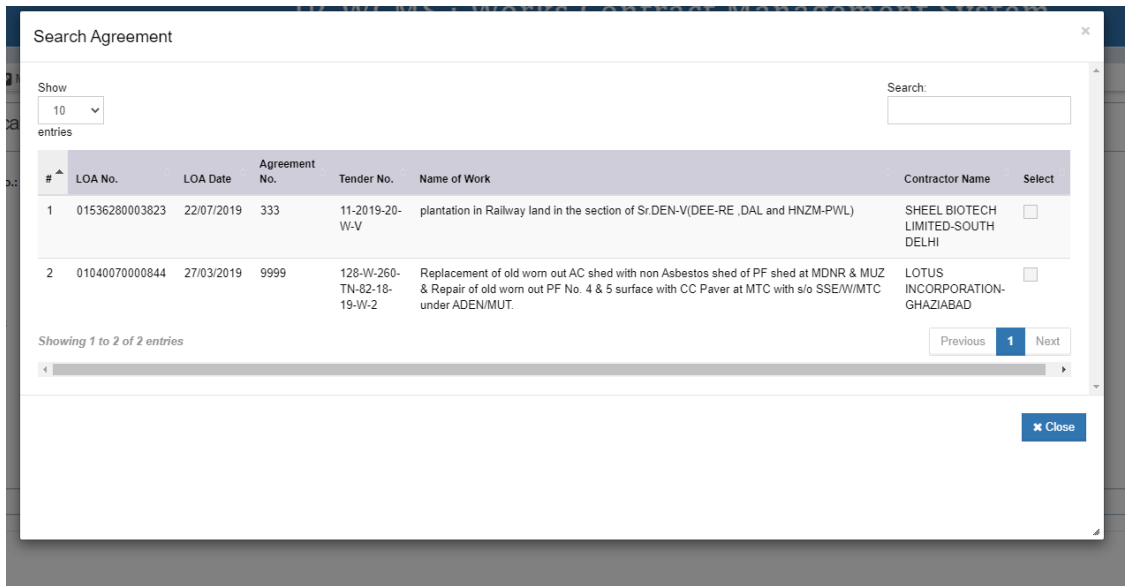 Search Agreement
×
Show
10
entries
Search:
# LOA No. LOA Date Agreement No. Tender No. Name of Work Contractor Name Select
1 01536280003823 22/07/2019 333 11-2019-20- plantation in Railway land in the section of Sr.DEN-V(DEE-RE ,DAL and HNZM-PWL) SHEEL BIOTECH
W-V LIMITED-SOUTH
DELHI
2 01040070000844 27/03/2019 9999 128-W-260- Replacement of old worn out AC shed with non Asbestos shed of PF shed at MDNR & MUZ LOTUS
TN-82-18- & Repair of old worn out PF No. 4 & 5 surface with CC Paver at MTC with s/o SSE/W/MTC INCORPORATION-
19-W-2 under ADEN/MUT. GHAZIABAD
Showing 1 to 2 of 2 entries
Previous 1 Next
× Close